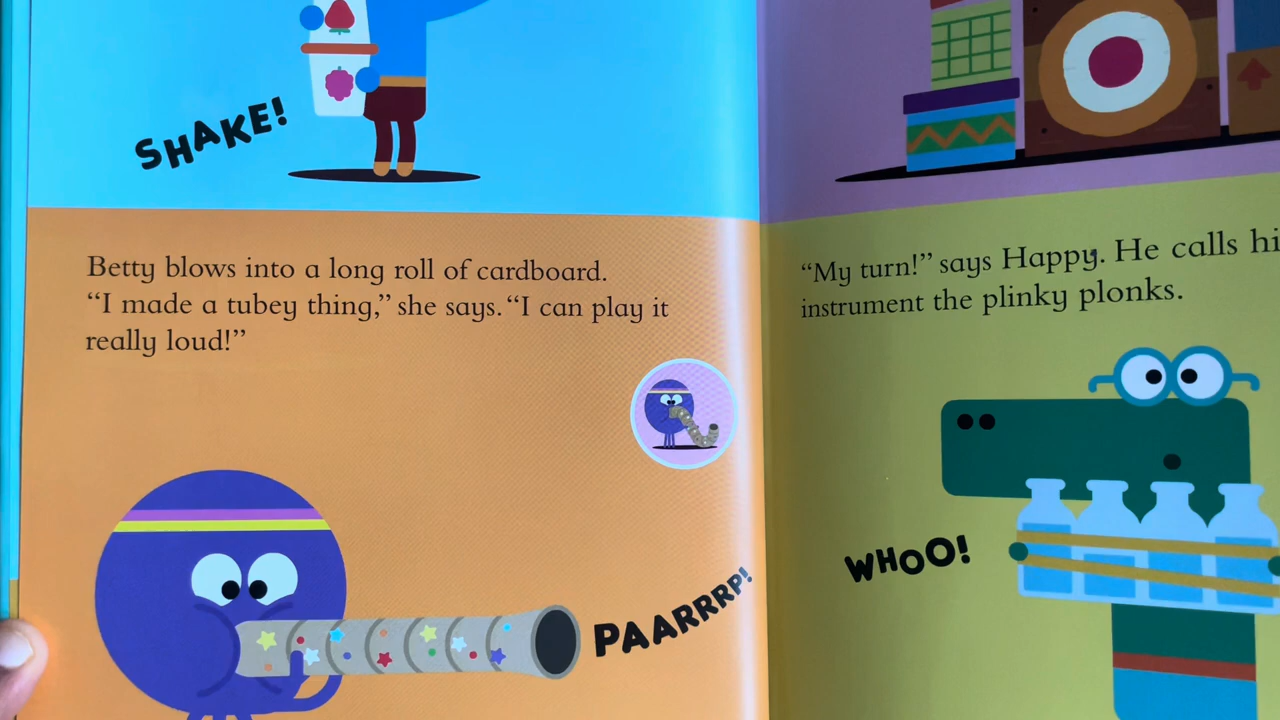 SHAKE!
Betty blows into a long roll of cardboard.
“I made a tubey thing,” she says. “I can play it
really loud!”
PAARRRP!
“My turn!” says Happy. He calls hi
instrument the plinky plonks.
WHOO!